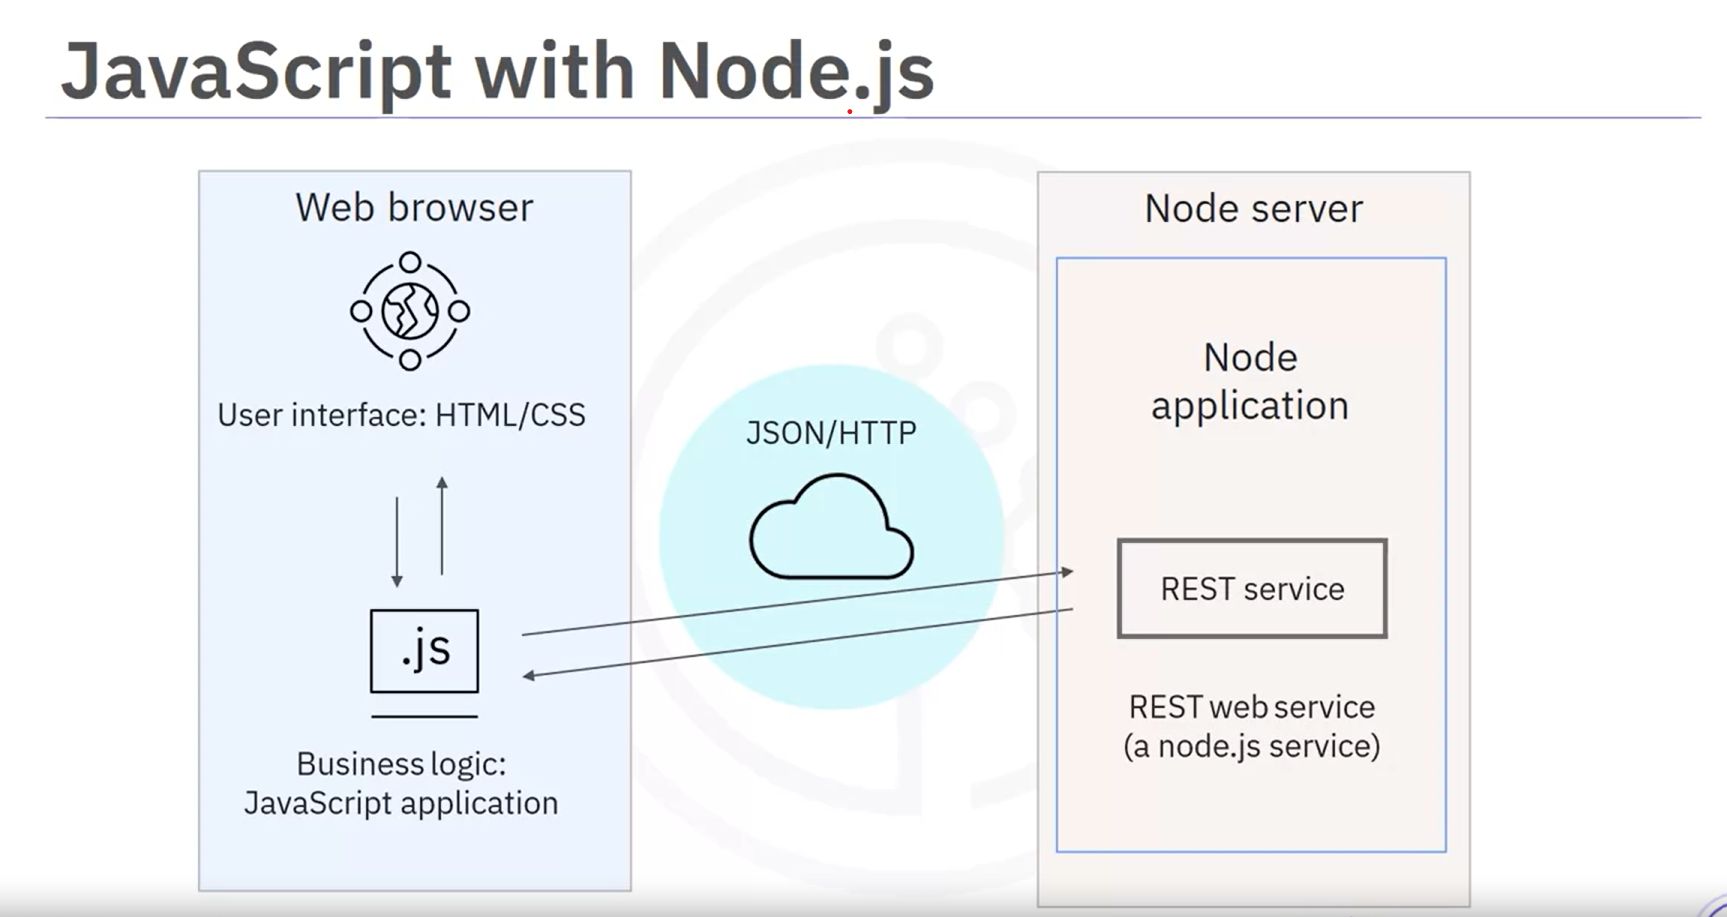 JavaScript with Node.js
Web browser
User interface: HTML/CSS
.js
Business logic:
JavaScript application
JSON/HTTP
Node server
Node
application
REST service
REST web service
(a node.js service)